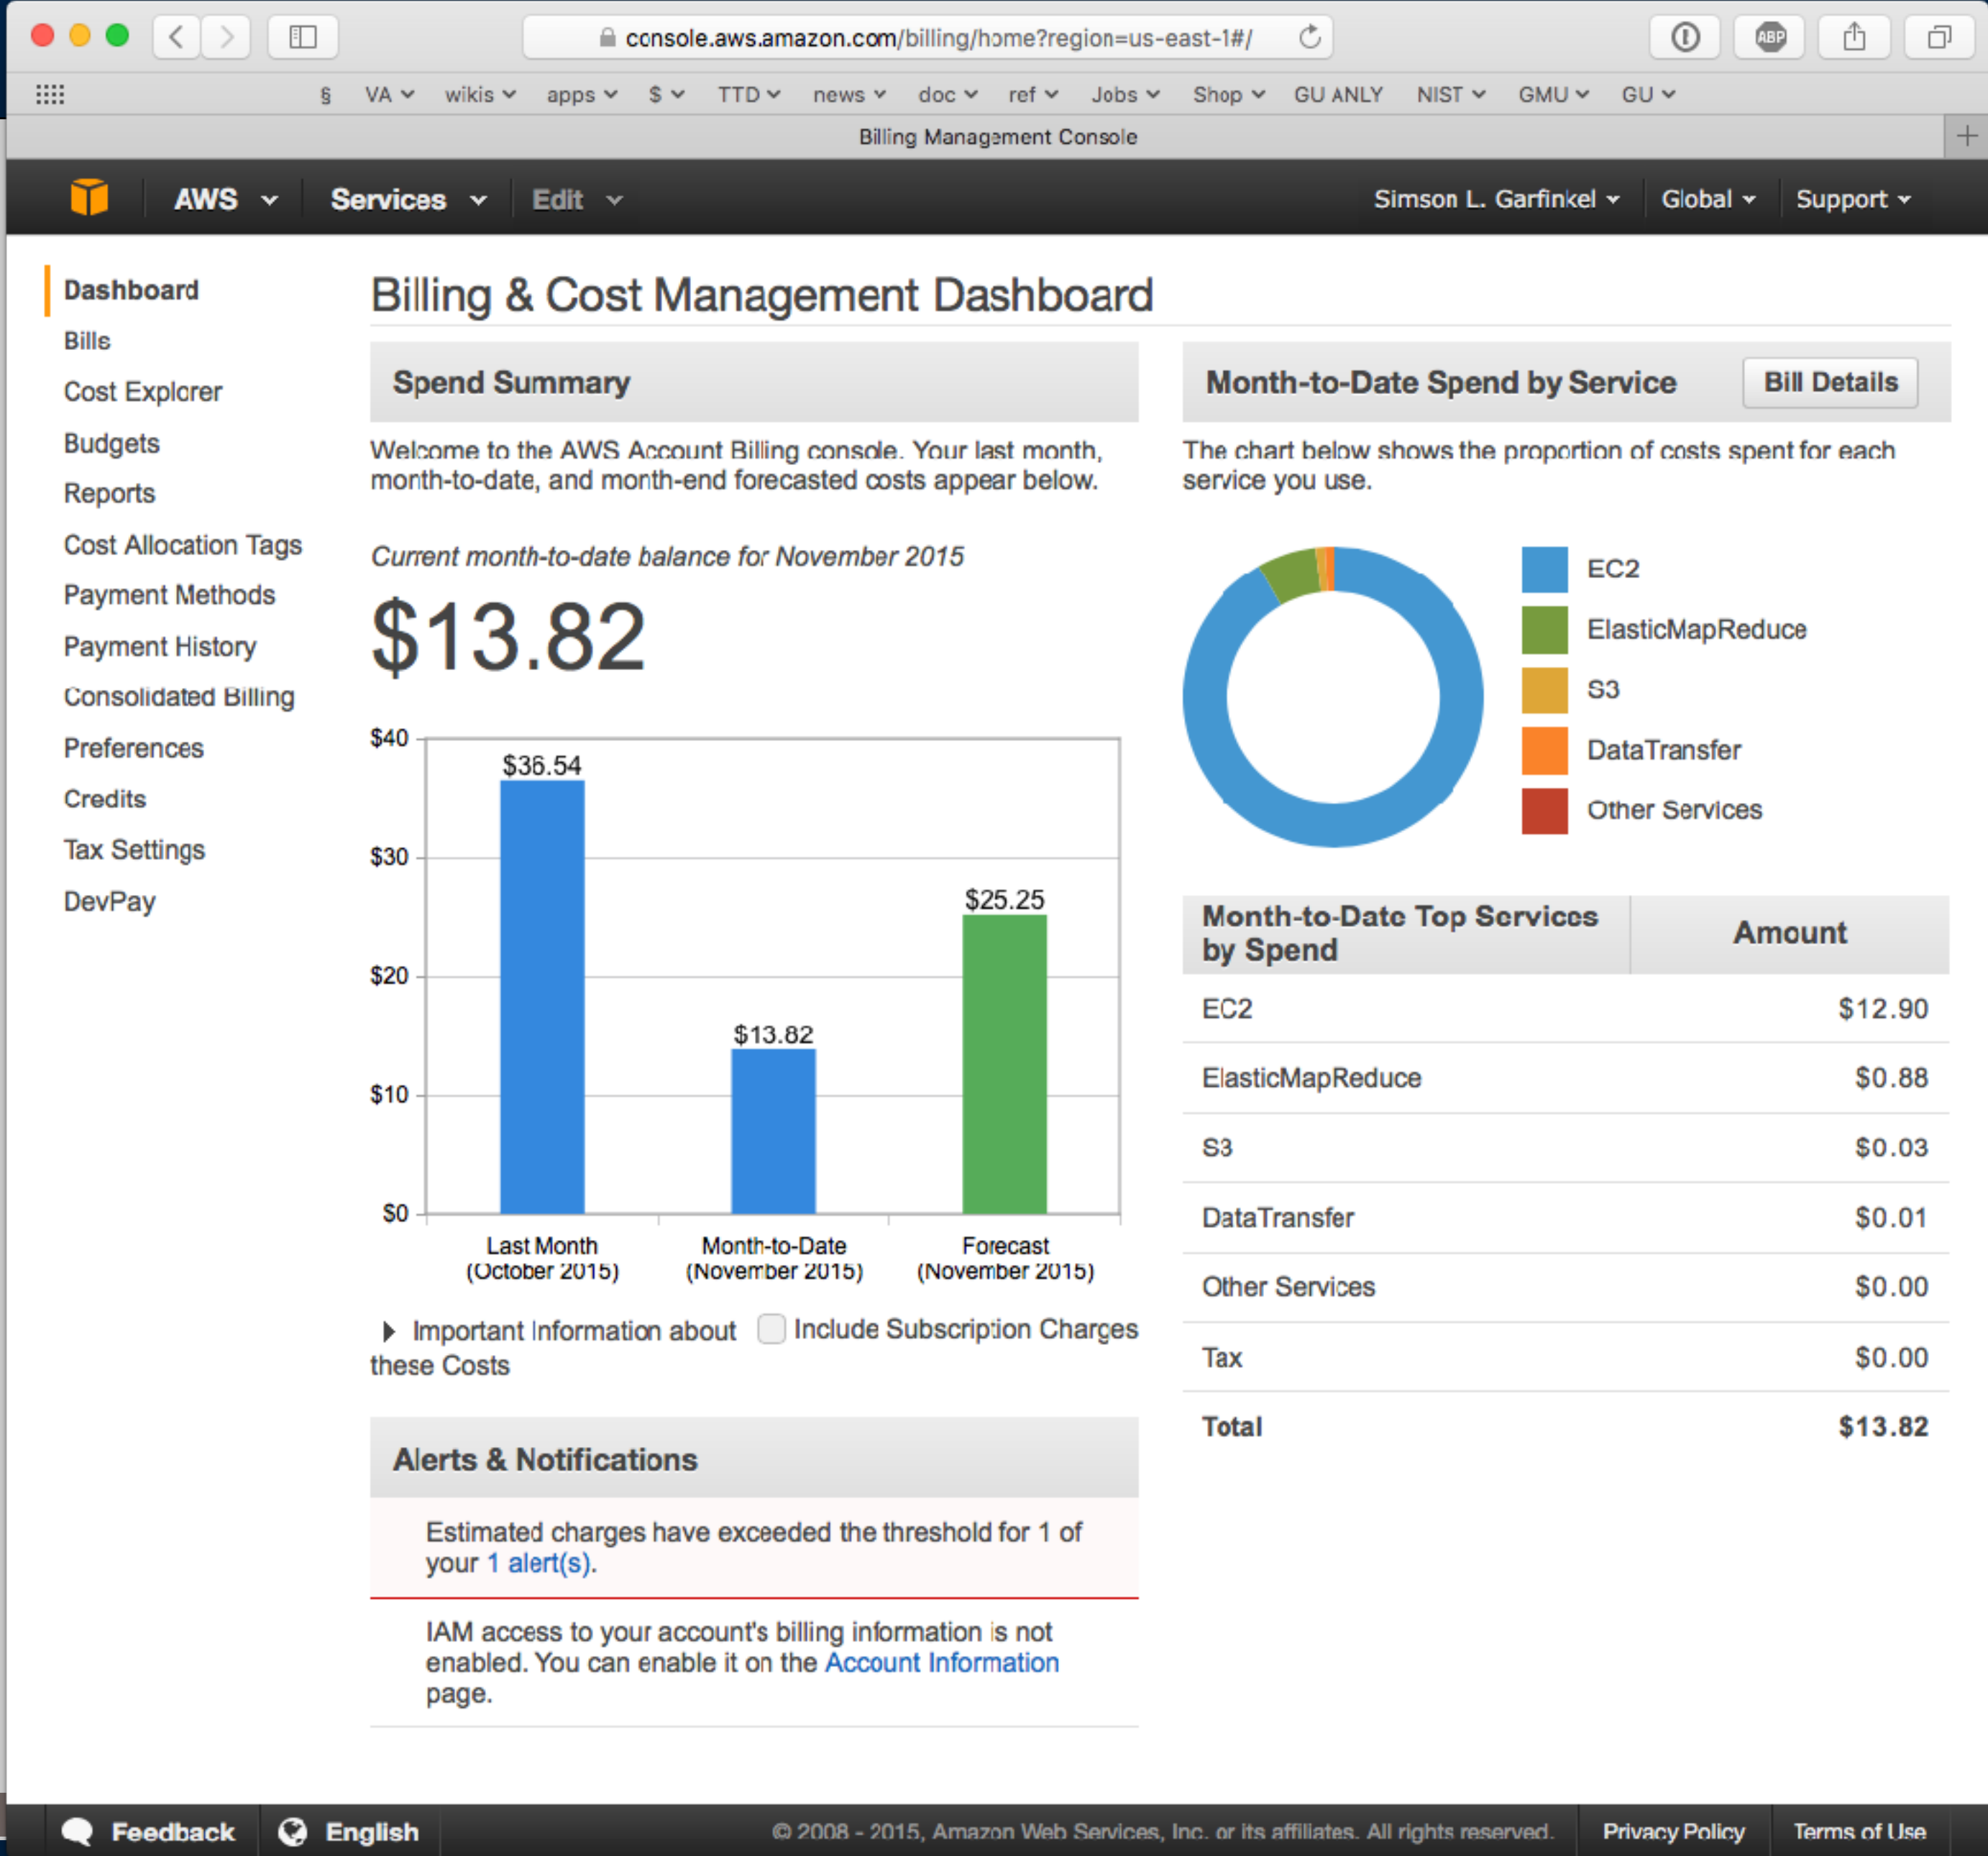 console.aws.amazon.com/billing/home?region=us-east-1#/
ABP
§ VA wikis apps $ TTD news doc ref Jobs Shop GU ANLY NIST GMU GU
Billing Management Console
AWS Services Edit Simson L. Garfinkel Global Support
Dashboard
Bills
Cost Explorer
Budgets
Reports
Cost Allocation Tags
Payment Methods
Payment History
Consolidated Billing
Preferences
Credits
Tax Settings
DevPay
Billing & Cost Management Dashboard
Spend Summary
Welcome to the AWS Account Billing console. Your last month,
month-to-date, and month-end forecasted costs appear below.
Current month-to-date balance for November 2015
$13.82
$40
$30
$20
$10
$0
$36.54
$13.82
$25.25
Last Month
(October 2015)
Month-to-Date
(November 2015)
Forecast
(November 2015)
Important Information about
these Costs
Include Subscription Charges
Alerts & Notifications
Estimated charges have exceeded the threshold for 1 of
your 1 alert(s).
IAM access to your account's billing information is not
enabled. You can enable it on the Account Information
page.
Month-to-Date Spend by Service
Bill Details
The chart below shows the proportion of costs spent for each
service you use.
EC2
ElasticMapReduce
S3
DataTransfer
Other Services
Month-to-Date Top Services
by Spend
Amount
EC2 $12.90
ElasticMapReduce $0.88
S3 $0.03
DataTransfer $0.01
Other Services $0.00
Tax $0.00
Total $13.82
Feedback English © 2008 - 2015, Amazon Web Services, Inc. or its affiliates. All rights reserved. Privacy Policy Terms of Use